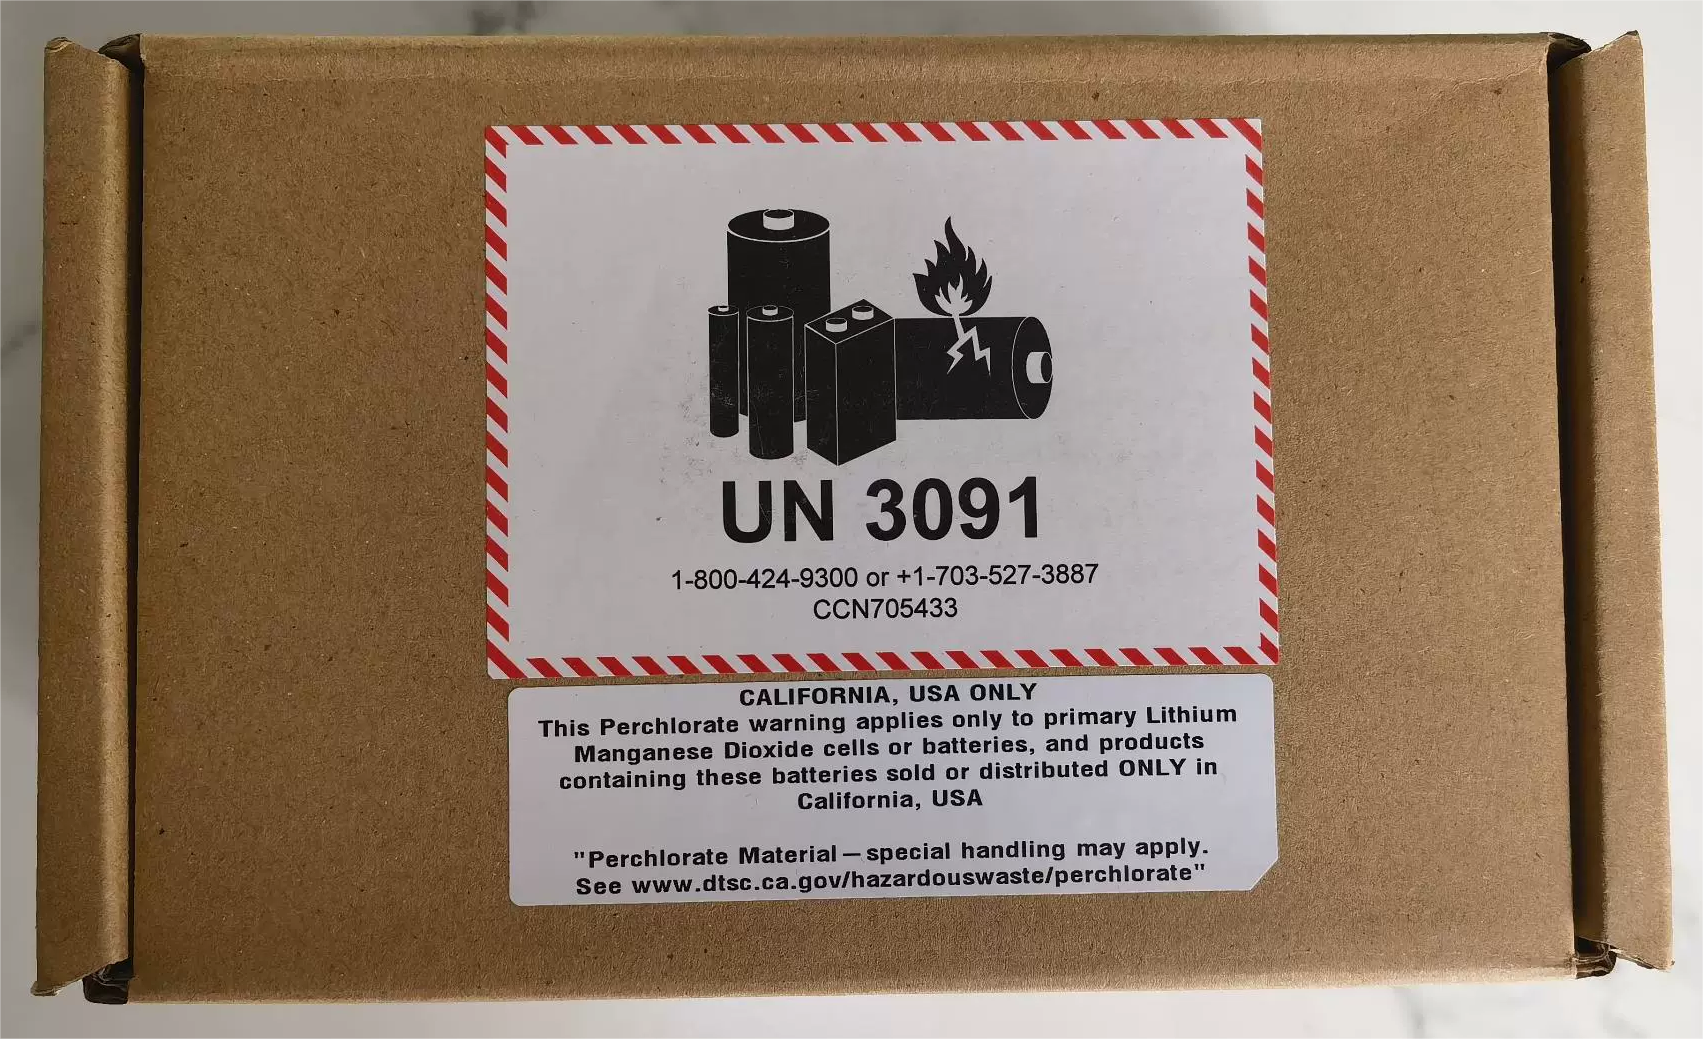 UN 3091
1-800-424-9300 or +1-703-527-3887
CCN705433
CALIFORNIA, USA ONLY
This Perchlorate warning applies only to primary Lithium
Manganese Dioxide cells or batteries, and products
containing these batteries sold or distributed ONLY in
California, USA
"Perchlorate Material – special handling may apply.
See www.dtsc.ca.gov/hazardouswaste/perchlorate"